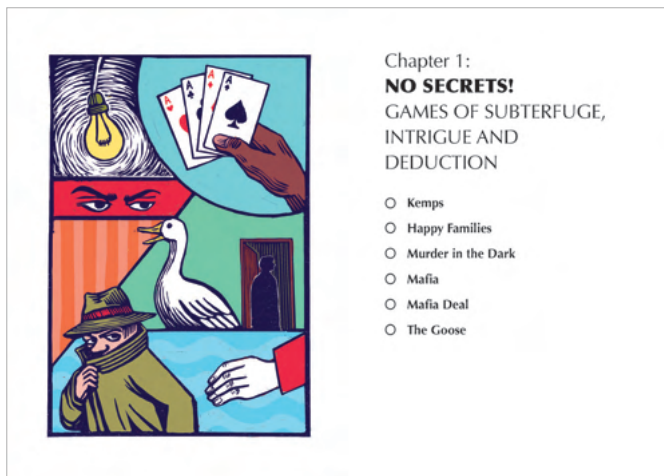 Chapter 1:
NO SECRETS!
GAMES OF SUBTERFUGE,
INTRIGUE AND
DEDUCTION
Kemps
Happy Families
Murder in the Dark
Mafia
Mafia Deal
The Goose
A
A
A
A